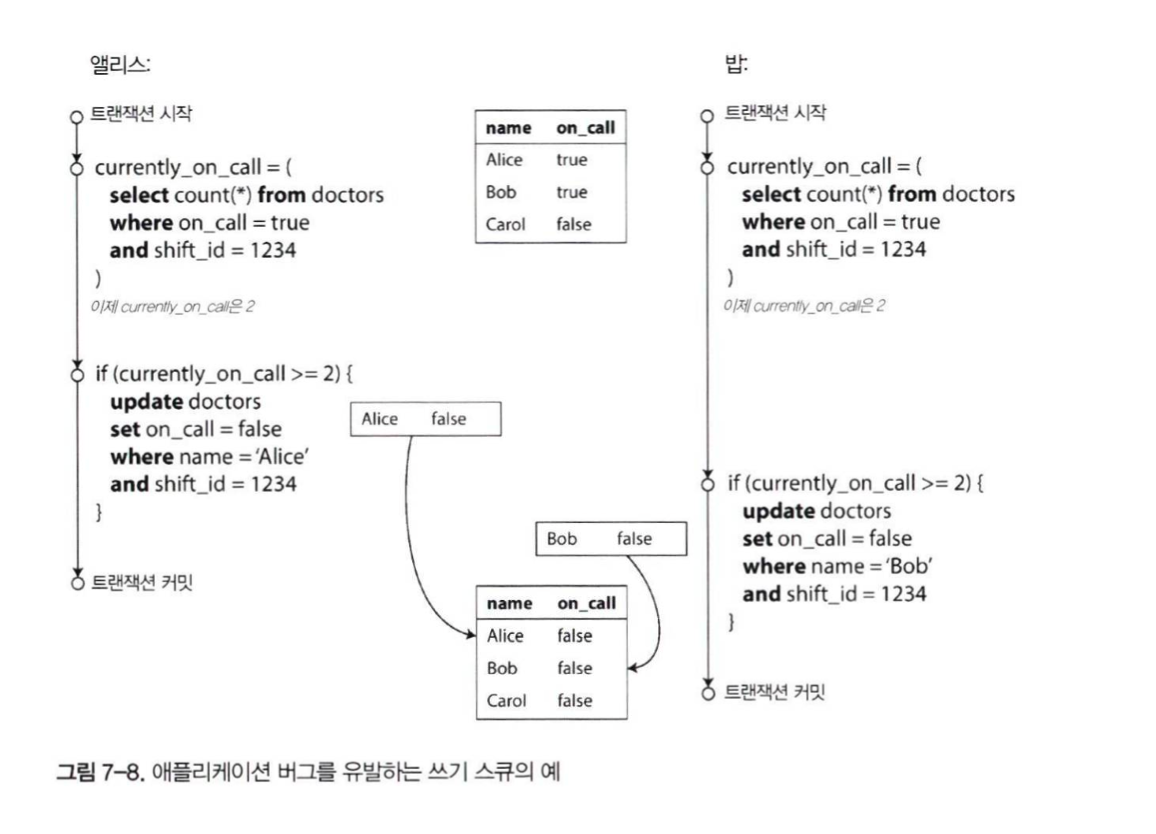 앨리스:
트랜잭션 시작
currently_on_call = (
select count(*) from doctors
where on_call = true
and shift_id = 1234
)
이제 currently_on_call은 2
if (currently_on_call >= 2) {
update doctors
set on_call = false
where name = ‘Alice’
and shift_id = 1234
}
트랜잭션 커밋
name on_call
Alice true
Bob true
Carol false
Alice false
Bob false
name on_call
Alice false
Bob false
Carol false
밥:
트랜잭션 시작
currently_on_call = (
select count(*) from doctors
where on_call = true
and shift_id = 1234
)
이제 currently_on_call은 2
if (currently_on_call >= 2) {
update doctors
set on_call = false
where name = ‘Bob’
and shift_id = 1234
}
트랜잭션 커밋
그림 7-8. 애플리케이션 버그를 유발하는 쓰기 스큐의 예